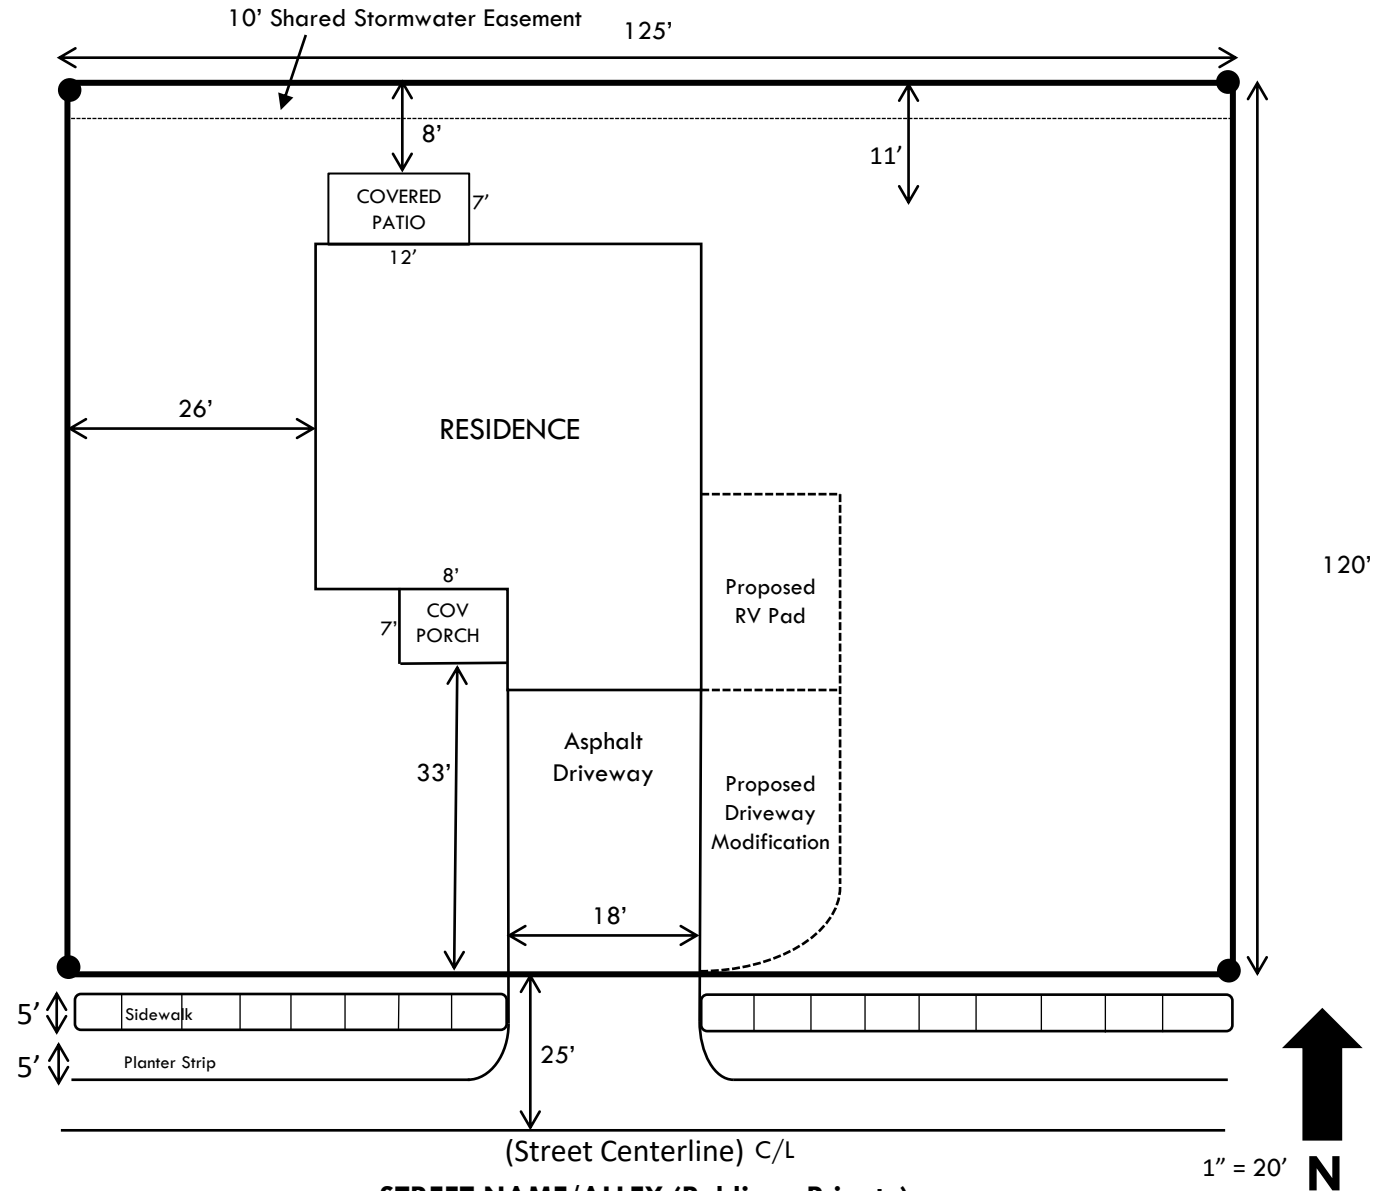 10’ Shared Stormwater Easement
125’
8’
11’
COVERED
PATIO
7’
12’
26’
RESIDENCE
120’
8’
COV
PORCH
7’
Proposed
RV Pad
33’
Asphalt
Driveway
Proposed
Driveway
Modification
18’
5’
Sidewalk
5’
Planter Strip
25’
(Street Centerline) C/L
1” = 20’
N